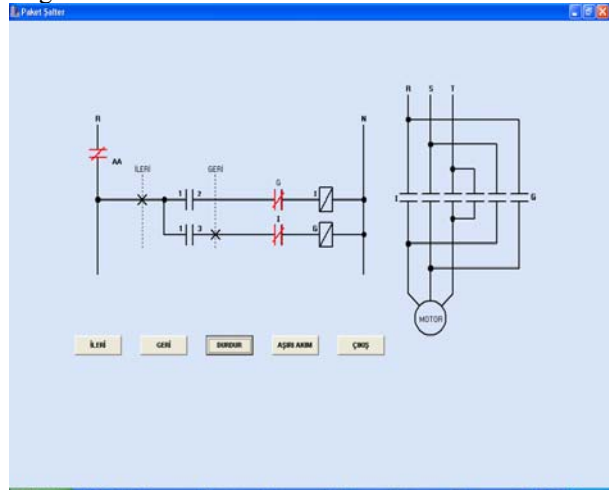 Paket Şalter
R S T
R N
AA
İLERİ GERİ
G
1 2 I
I G
I
1 3 G
MOTOR
İLERİ GERİ DURDUR AŞIRI AKIM ÇIKIŞ